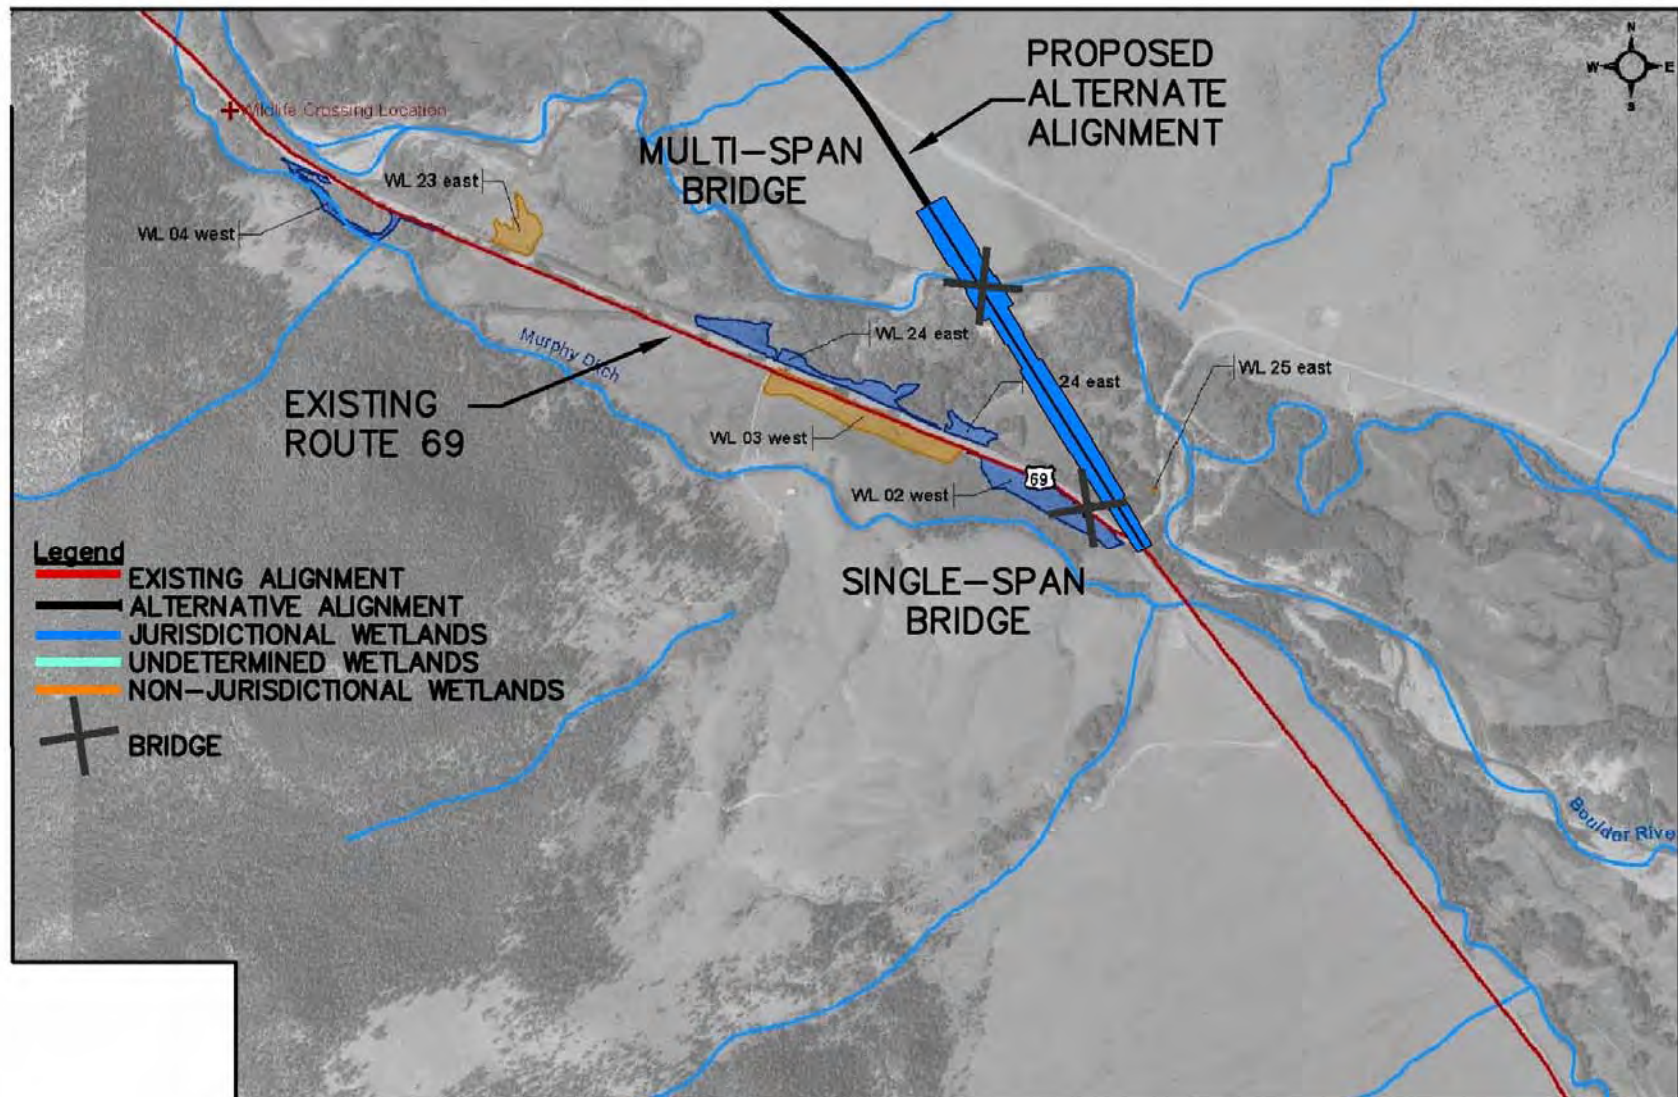 N
W E
S
PROPOSED
ALTERNATE
ALIGNMENT
Wildlife Crossing Location
MULTI-SPAN
BRIDGE
WL 23 east
WL 04 west
WL 24 east
Murphy Ditch
WL 25 east
24 east
EXISTING
ROUTE 69
WL 03 west
69
WL 02 west
SINGLE-SPAN
BRIDGE
Legend
EXISTING ALIGNMENT
ALTERNATIVE ALIGNMENT
JURISDICTIONAL WETLANDS
UNDETERMINED WETLANDS
NON-JURISDICTIONAL WETLANDS
BRIDGE
Boulder River